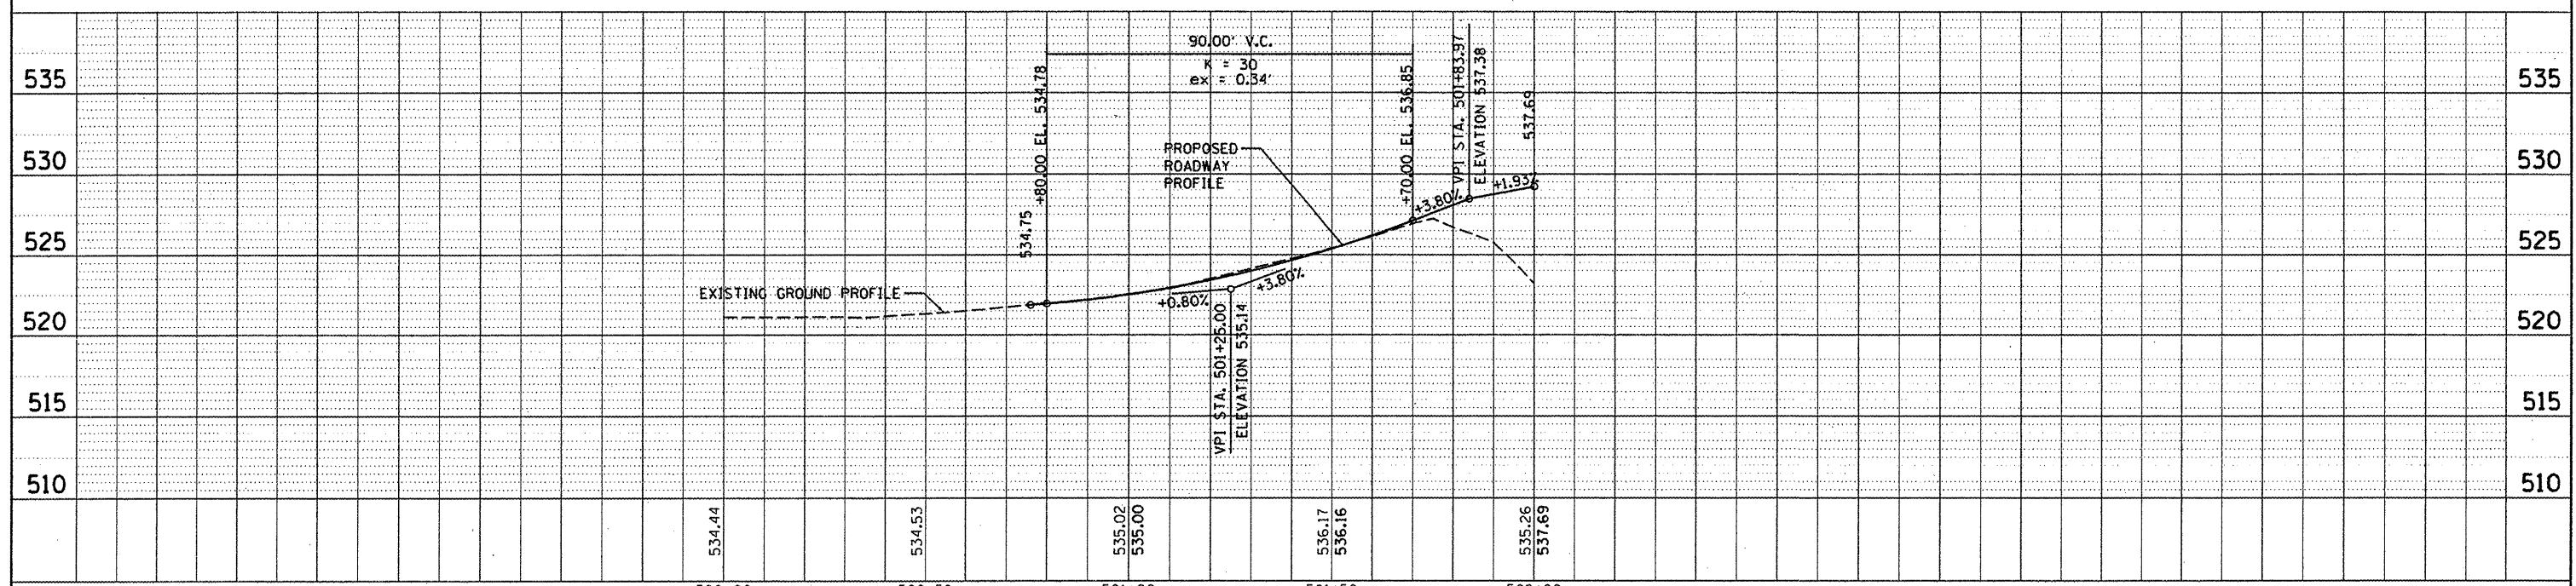 90.00' V.C.
K = 30
ex = 0.34'
+80.00 EL. 534.78
+70.00 EL. 536.85
VPI STA. 501+83.97
ELEVATION 537.38
537.69
535
535
PROPOSED
ROADWAY
PROFILE
530
530
+3.80%
+1.93%
534.75
525
525
EXISTING GROUND PROFILE
+0.80%
+3.80%
VPI STA. 501+25.00
ELEVATION 535.14
520
520
515
515
510
510
534.44
534.53
535.02
535.00
536.17
536.16
535.26
537.69